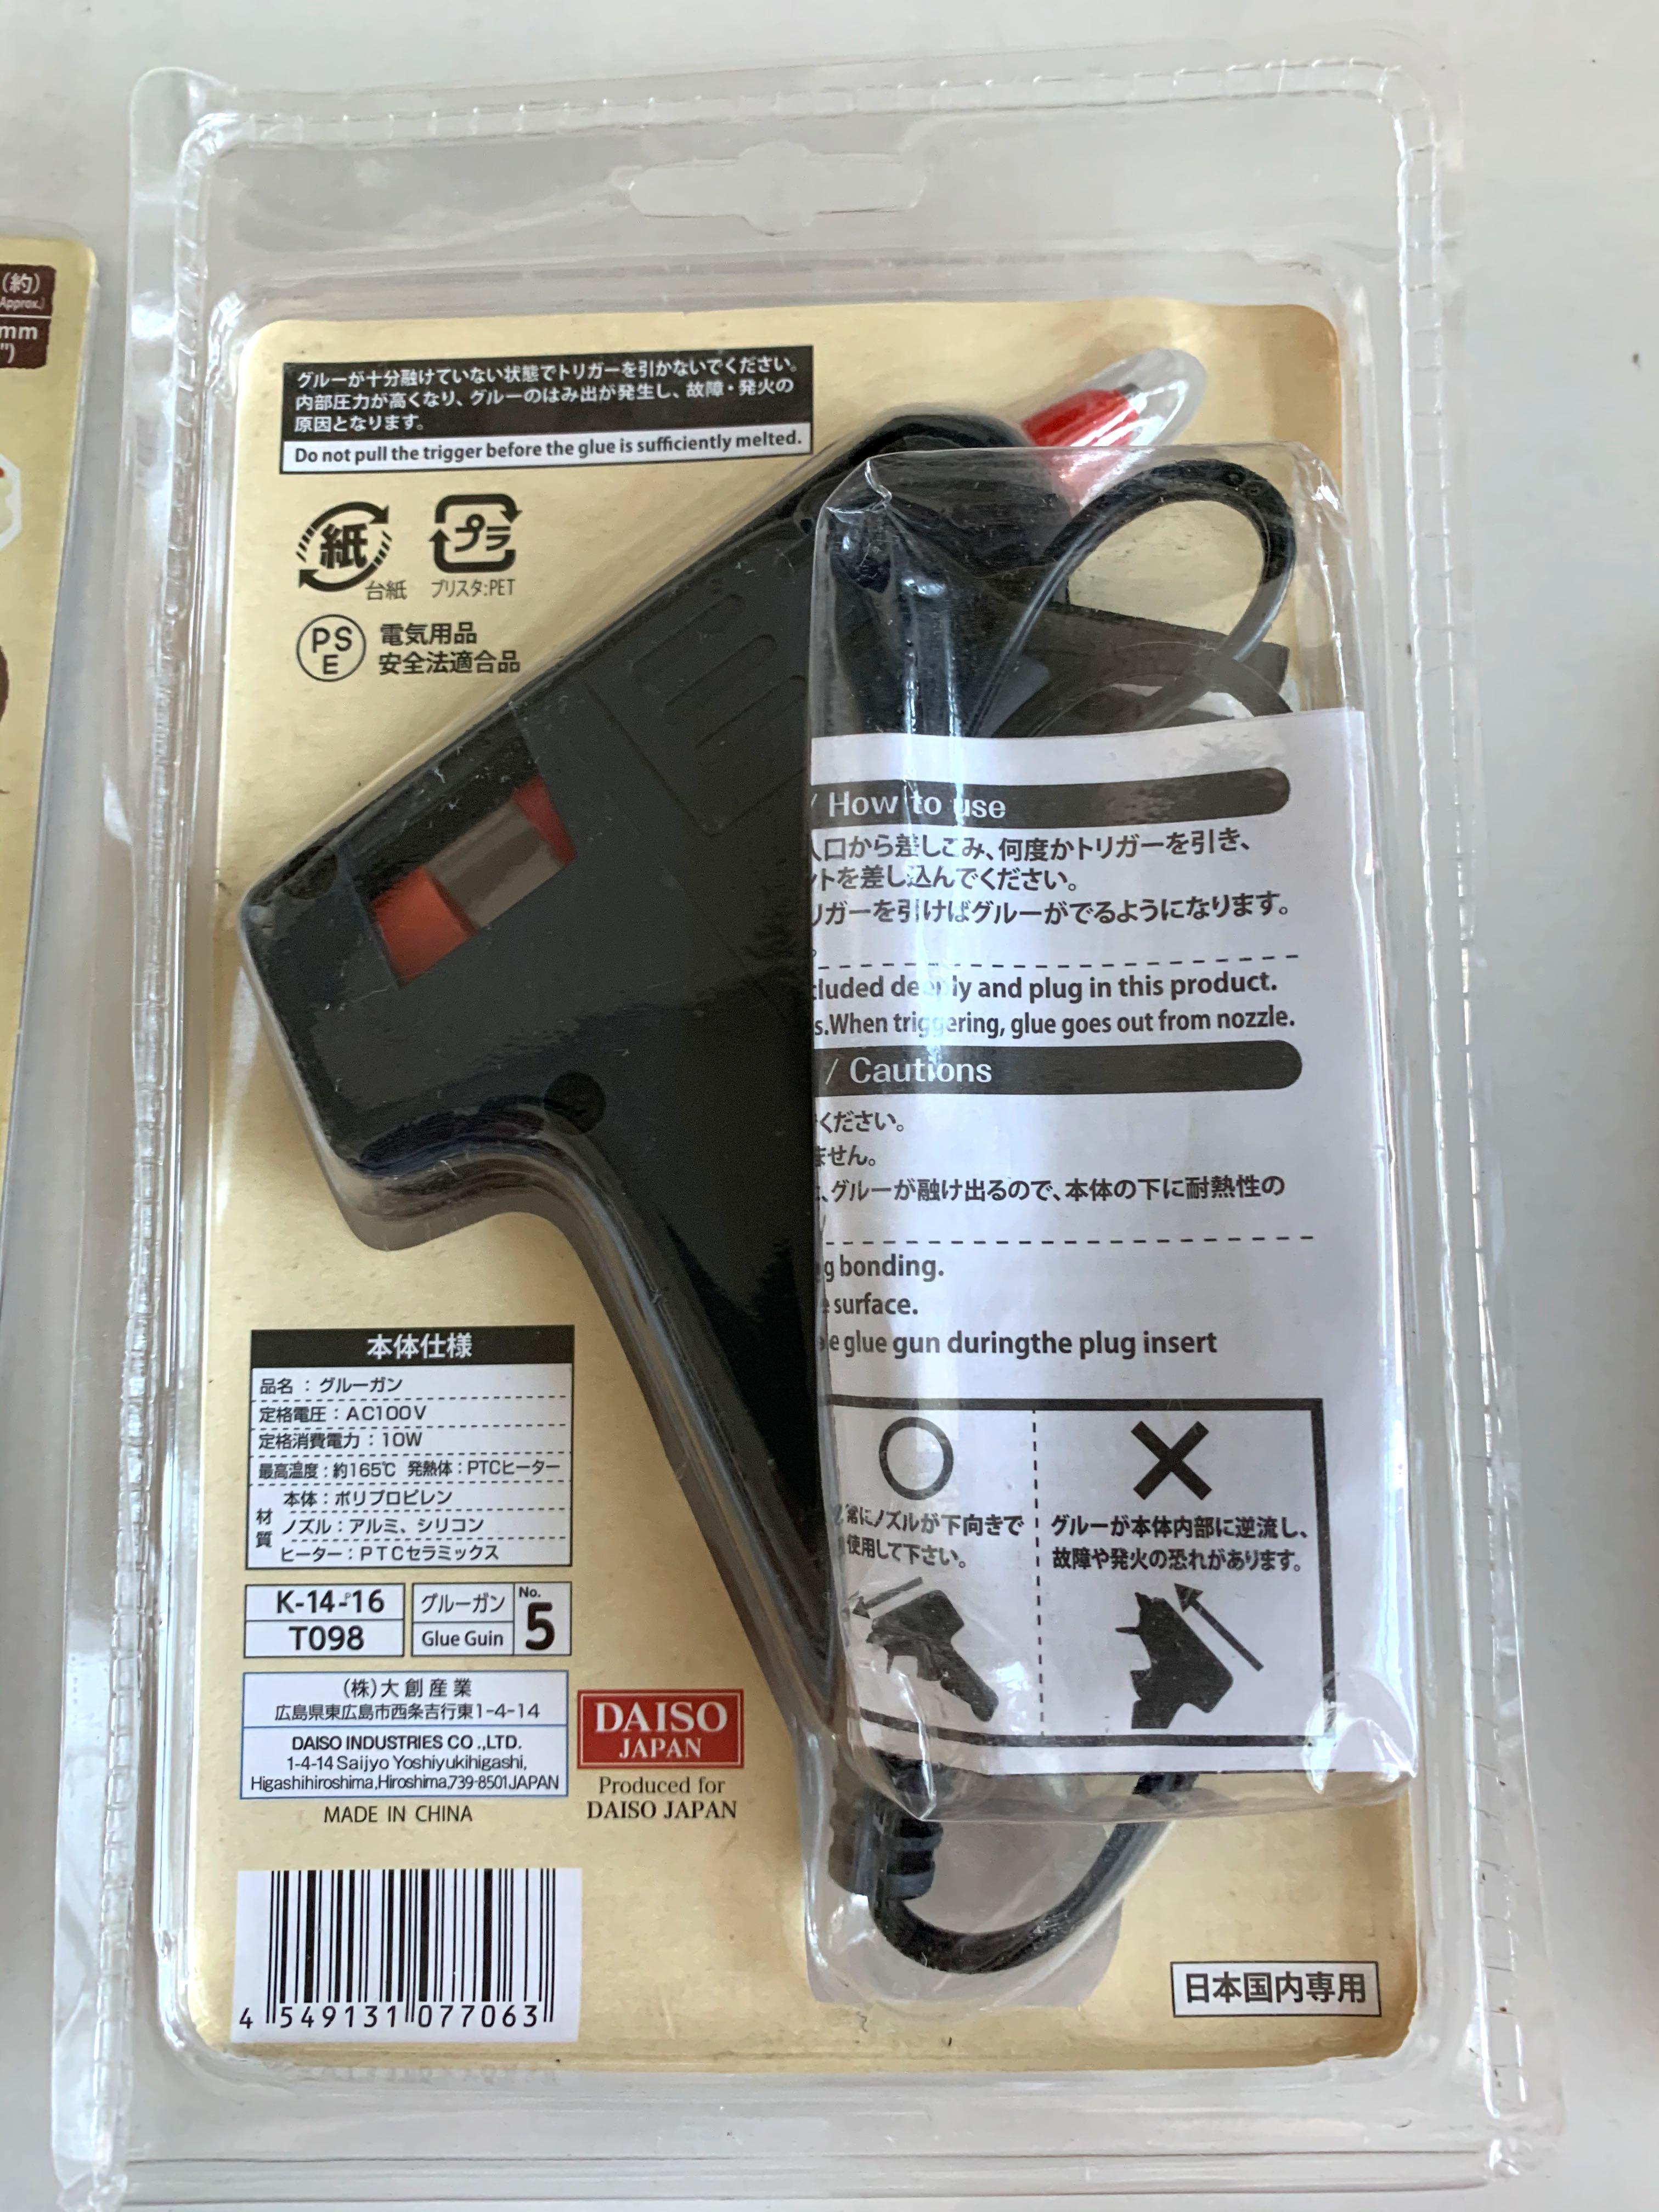 (約)
Approx.)
mm
")
グルーが十分融けていない状態でトリガーを引かないでください。
内部圧力が高くなり、グルーのはみ出が発生し、故障・発火の
原因となります。
Do not pull the trigger before the glue is sufficiently melted.
紙
台紙
プラ
ブリスタ:PET
PS
E
電気用品
安全法適合品
/ How to use
口から差しこみ、何度かトリガーを引き、
トを差し込んでください。
リガーを引けばグルーがでるようになります。
。
cluded deeply and plug in this product.
s.When triggering, glue goes out from nozzle.
/ Cautions
ください。
ません。
、グルーが融け出るので、本体の下に耐熱性の
g bonding.
e surface.
e glue gun duringthe plug insert
常にノズルが下向きで
使用して下さい。
グルーが本体内部に逆流し、
故障や発火の恐れがあります。
本体仕様
品名：グルーガン
定格電圧：AC100V
定格消費電力：10W
最高温度：約165℃ 発熱体：PTCヒーター
材質
本体：ポリプロピレン
ノズル：アルミ、シリコン
ヒーター：PTCセラミックス
K-14-16
T098
グルーガン
Glue Guin
No.
5
(株)大創産業
広島県東広島市西条吉行東1-4-14
DAISO INDUSTRIES CO.,LTD.
1-4-14 Saijyo Yoshiyukihigashi,
Higashihiroshima,Hiroshima,739-8501JAPAN
MADE IN CHINA
DAISO
JAPAN
Produced for
DAISO JAPAN
4 549131 077063
日本国内専用